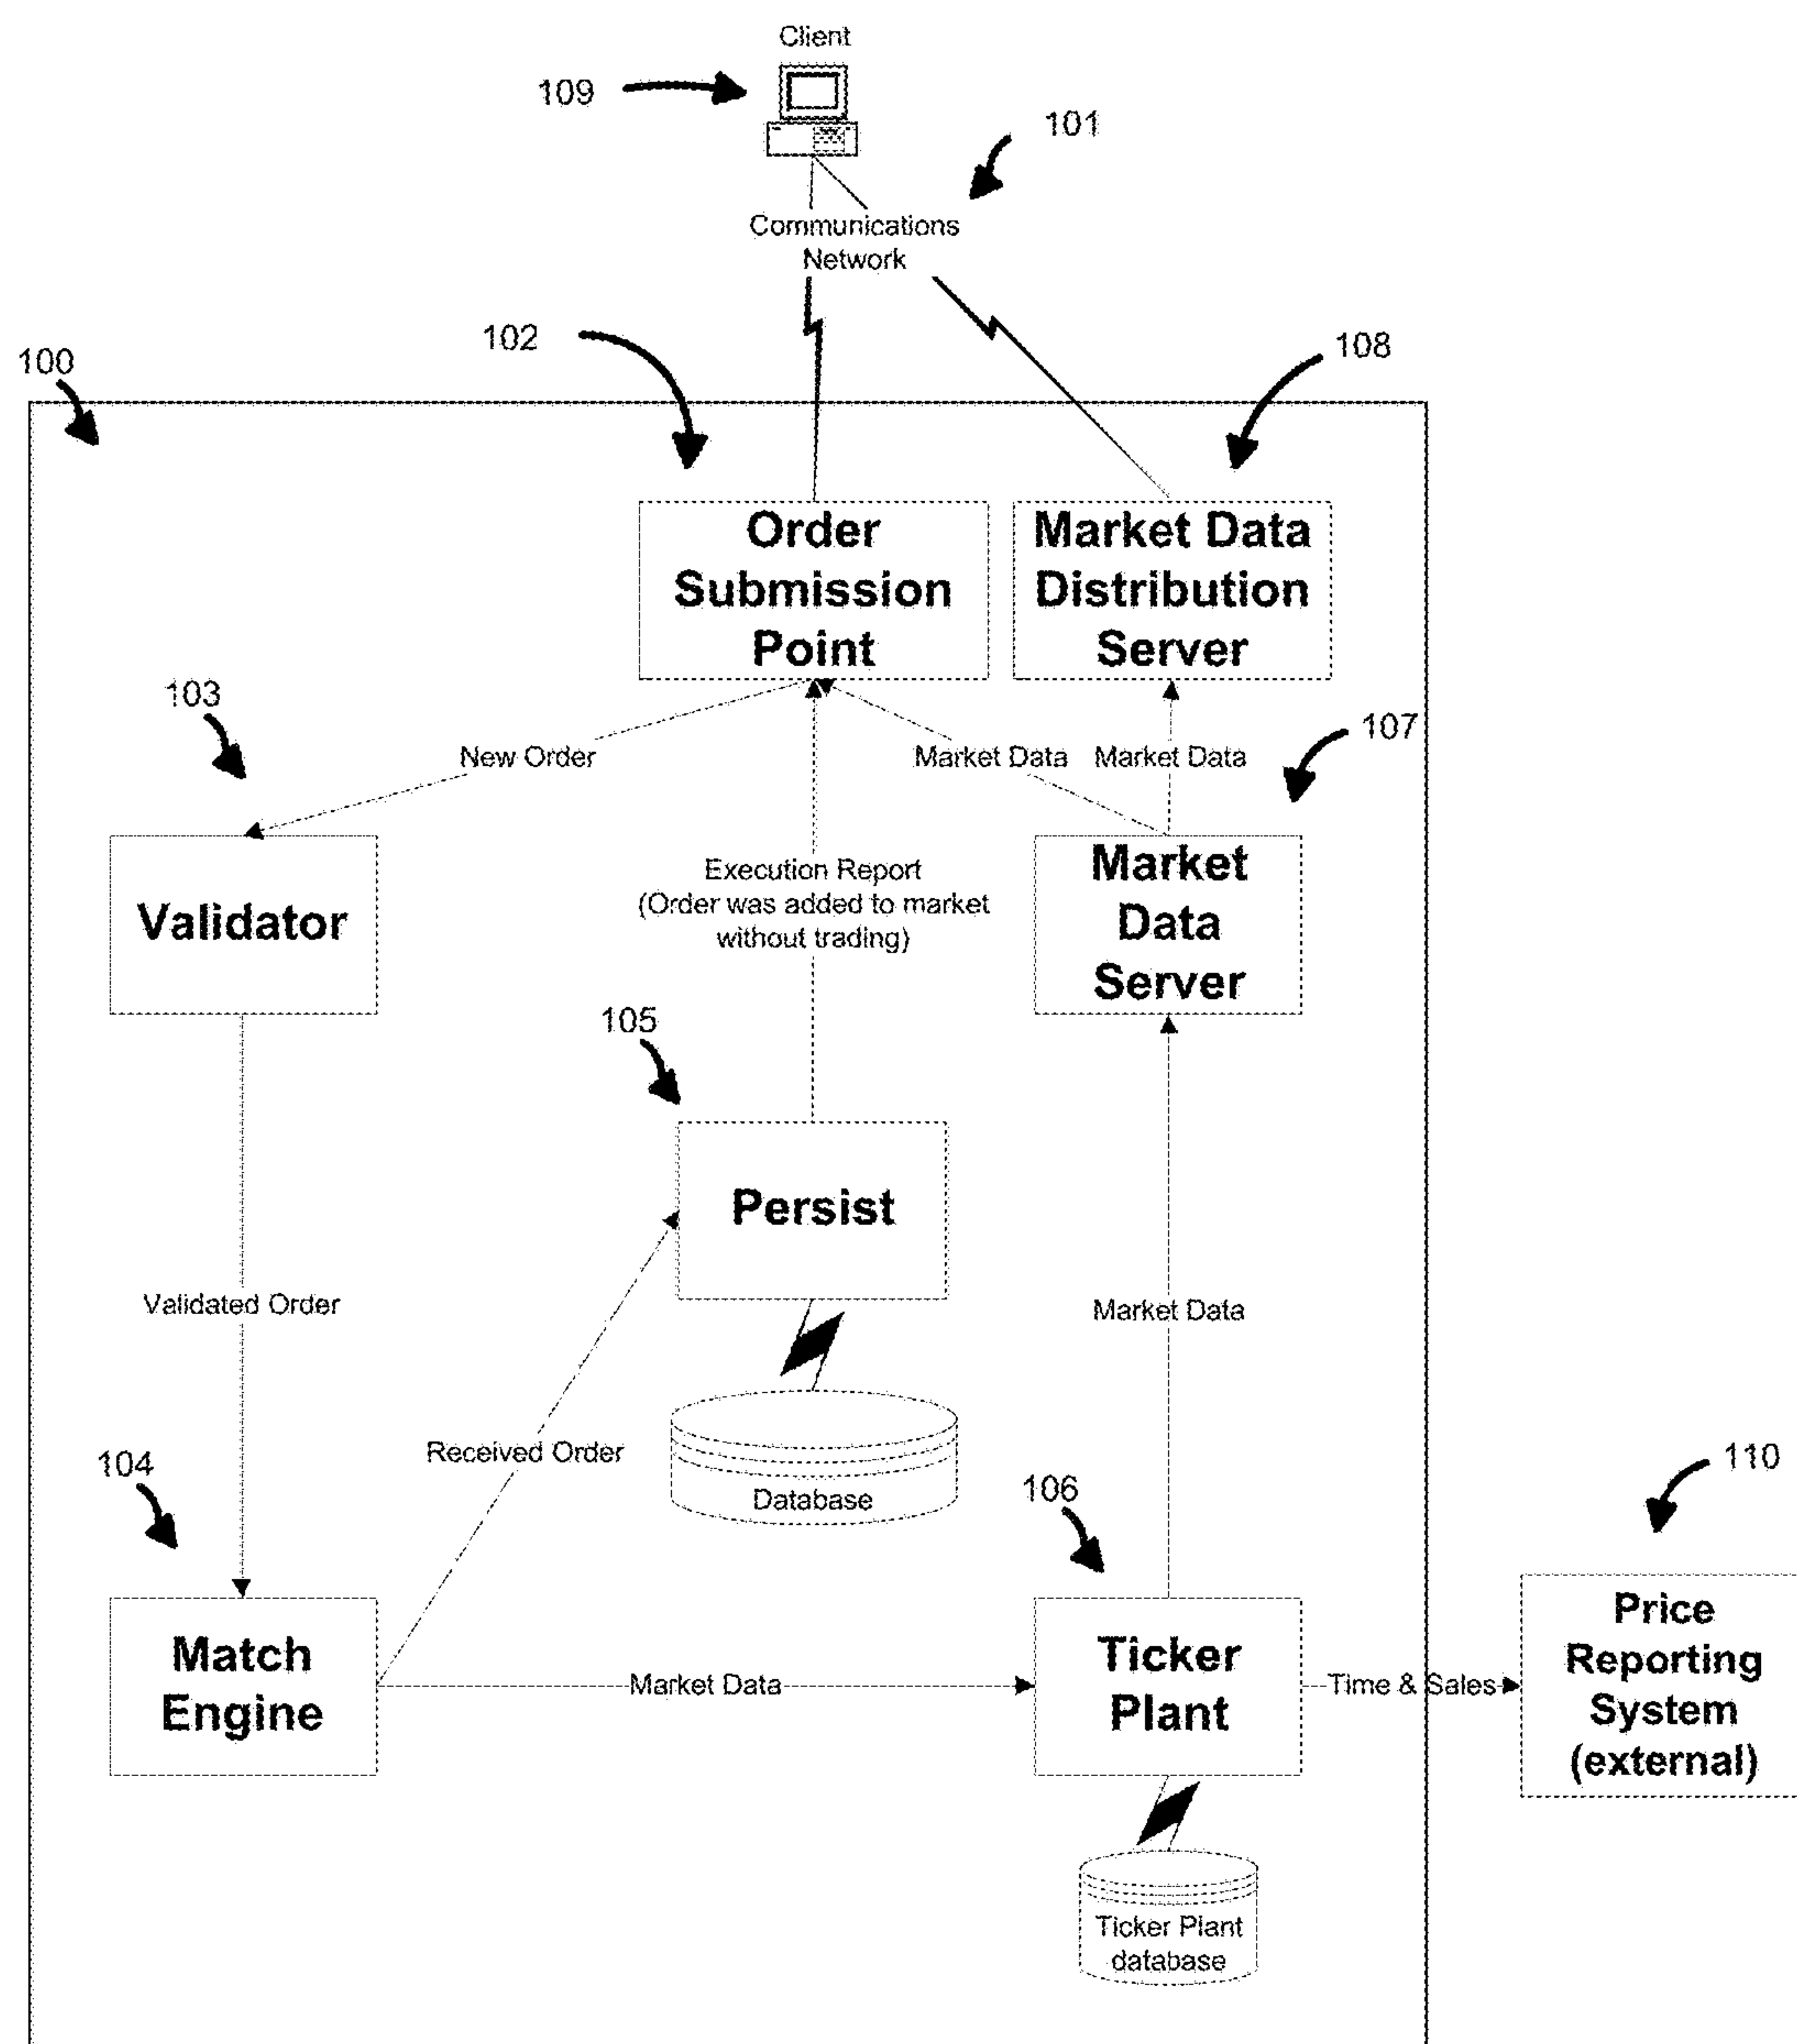 Client
109
101
Communications
Network
102
108
100
Order
Submission
Point
Market Data
Distribution
Server
103
107
New Order
Market Data
Market Data
Validator
Execution Report
(Order was added to market
without trading)
Market
Data
Server
105
Persist
Validated Order
Market Data
Received Order
104
Database
106
110
Match
Engine
Market Data
Ticker
Plant
Time & Sales
Price
Reporting
System
(external)
Ticker Plant
database